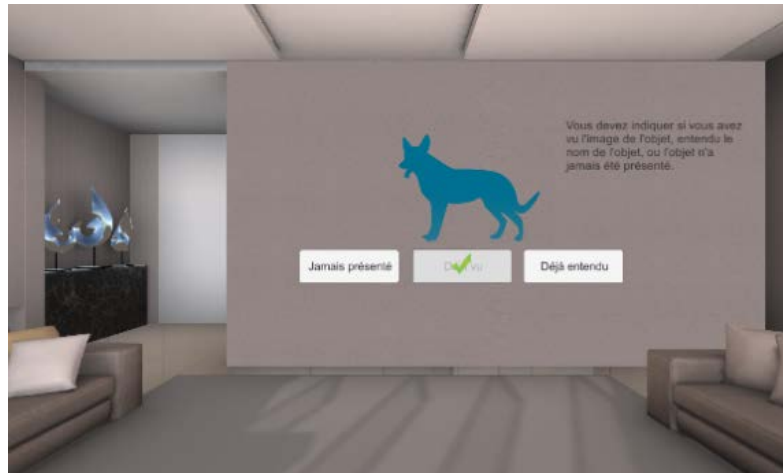 Vous devez indiquer si vous avez
vu l'image de l'objet, entendu le
nom de l'objet, ou l'objet n'a
jamais été présenté.
Jamais présenté
Déjà entendu